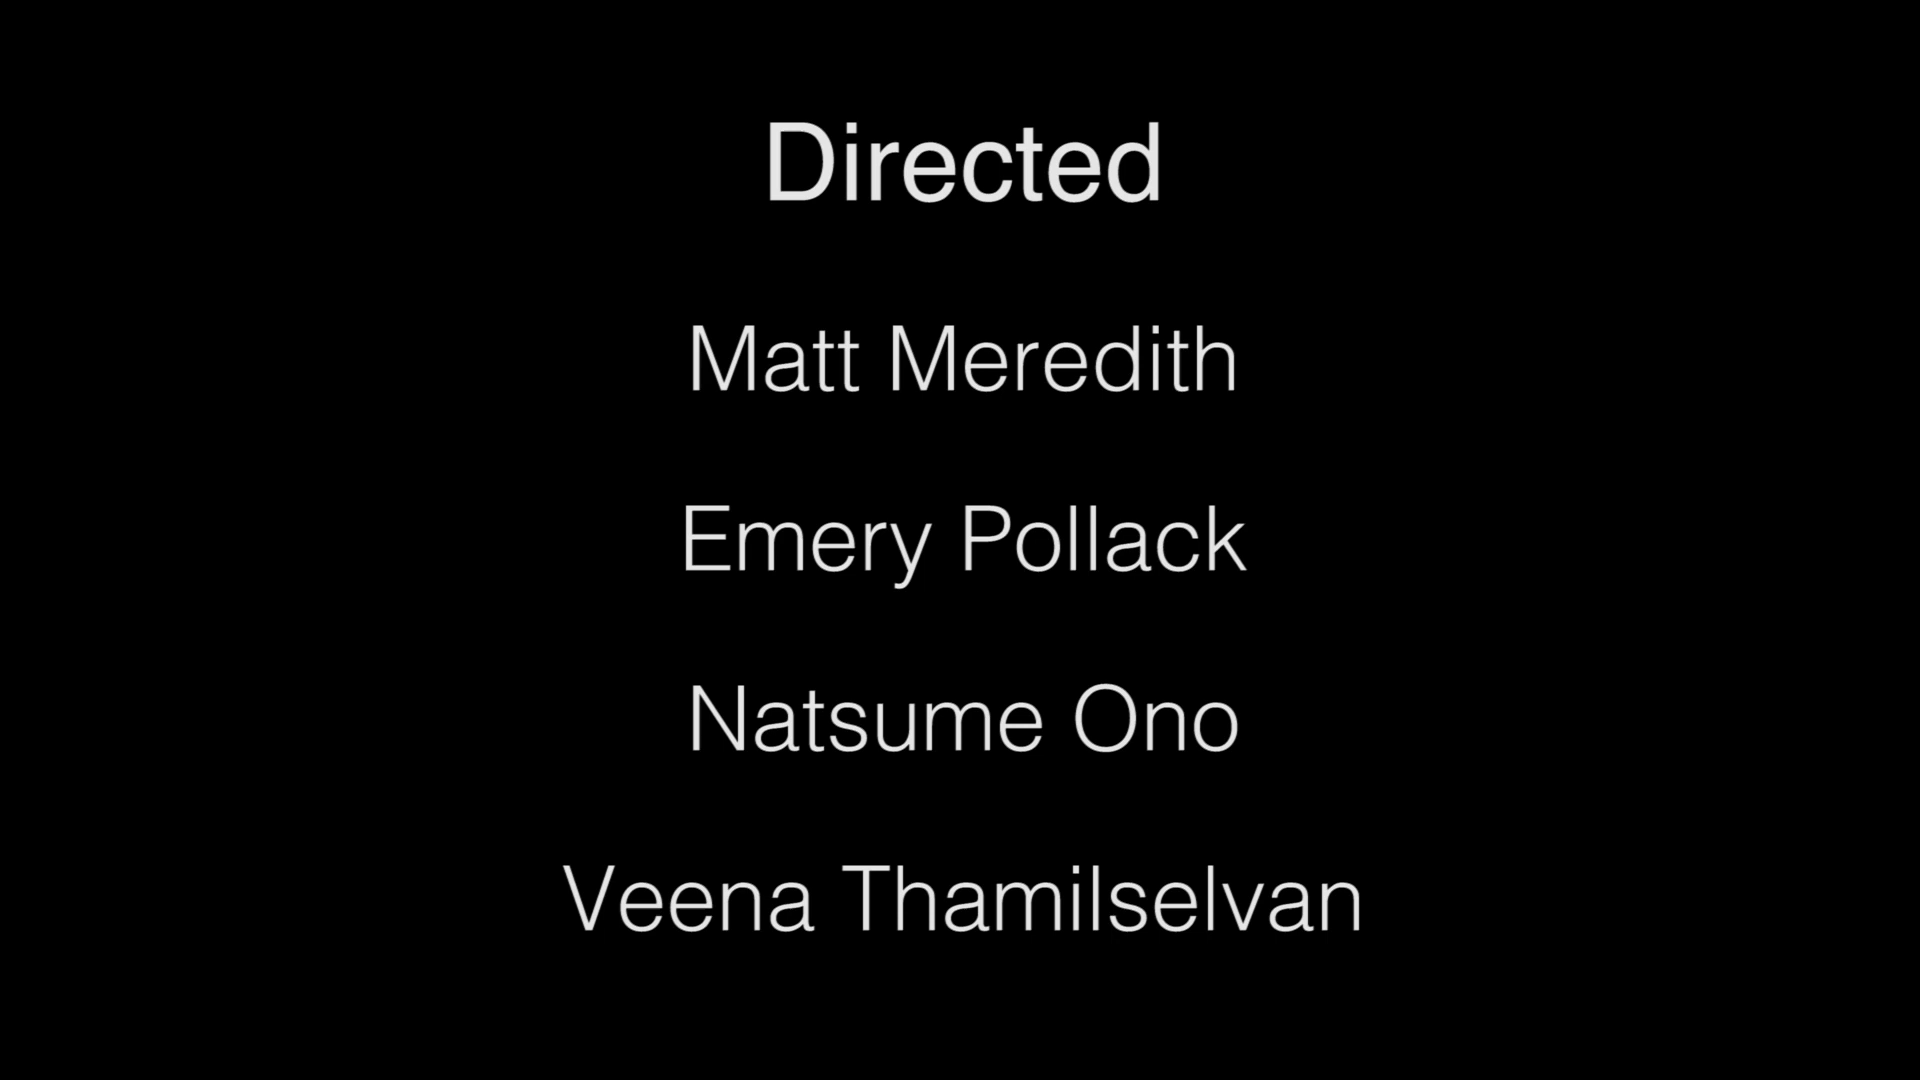 Directed
Matt Meredith
Emery Pollack
Natsume Ono
Veena Thamilselvan